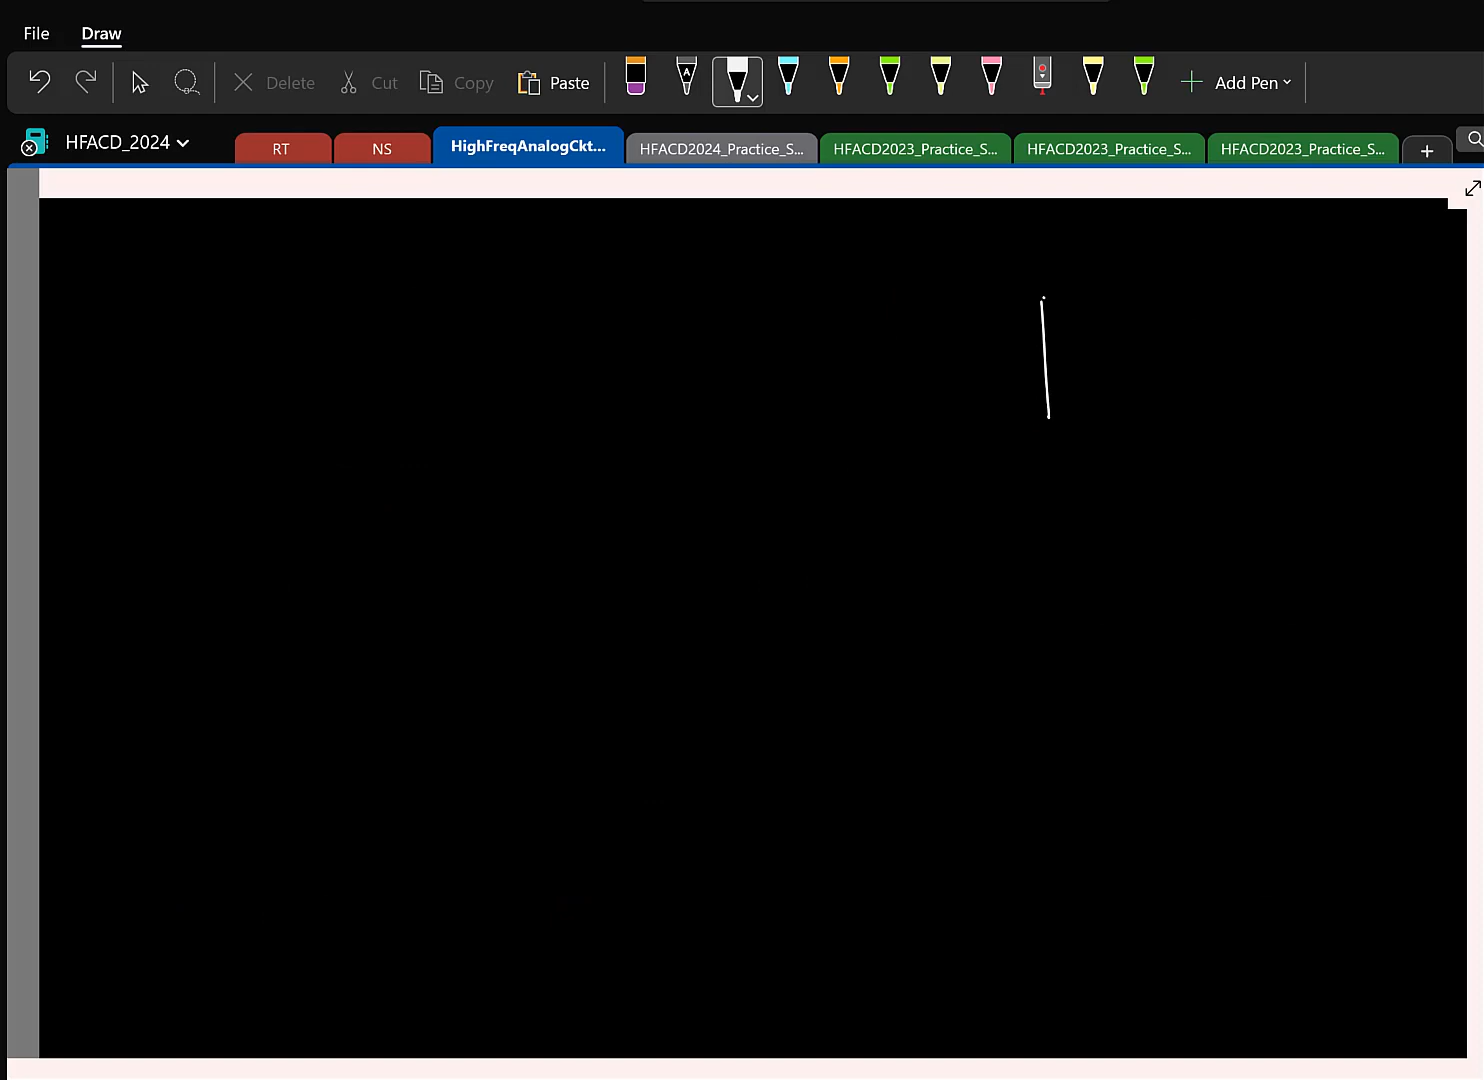 File Draw
Delete Cut Copy Paste A Add Pen
HFACD_2024 RT NS HighFreqAnalogCkt... HFACD2024_Practice_S... HFACD2023_Practice_S... HFACD2023_Practice_S... HFACD2023_Practice_S...